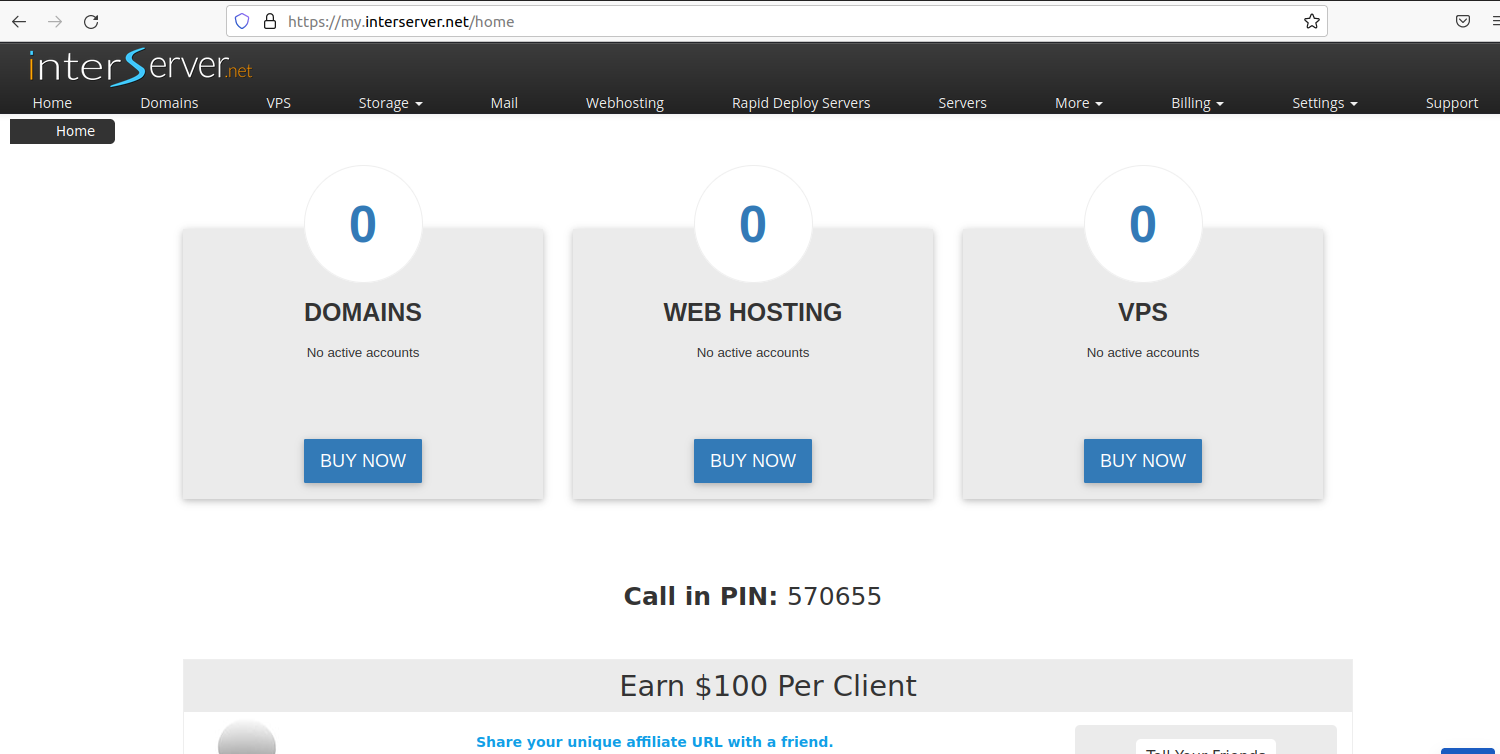 https://my.interserver.net/home
interServer.net
Home Domains VPS Storage Mail Webhosting Rapid Deploy Servers Servers More Billing Settings Support
Home
0 0 0
DOMAINS WEB HOSTING VPS
No active accounts No active accounts No active accounts
BUY NOW BUY NOW BUY NOW
Call in PIN: 570655
Earn $100 Per Client
Share your unique affiliate URL with a friend.
Tell Your Friends